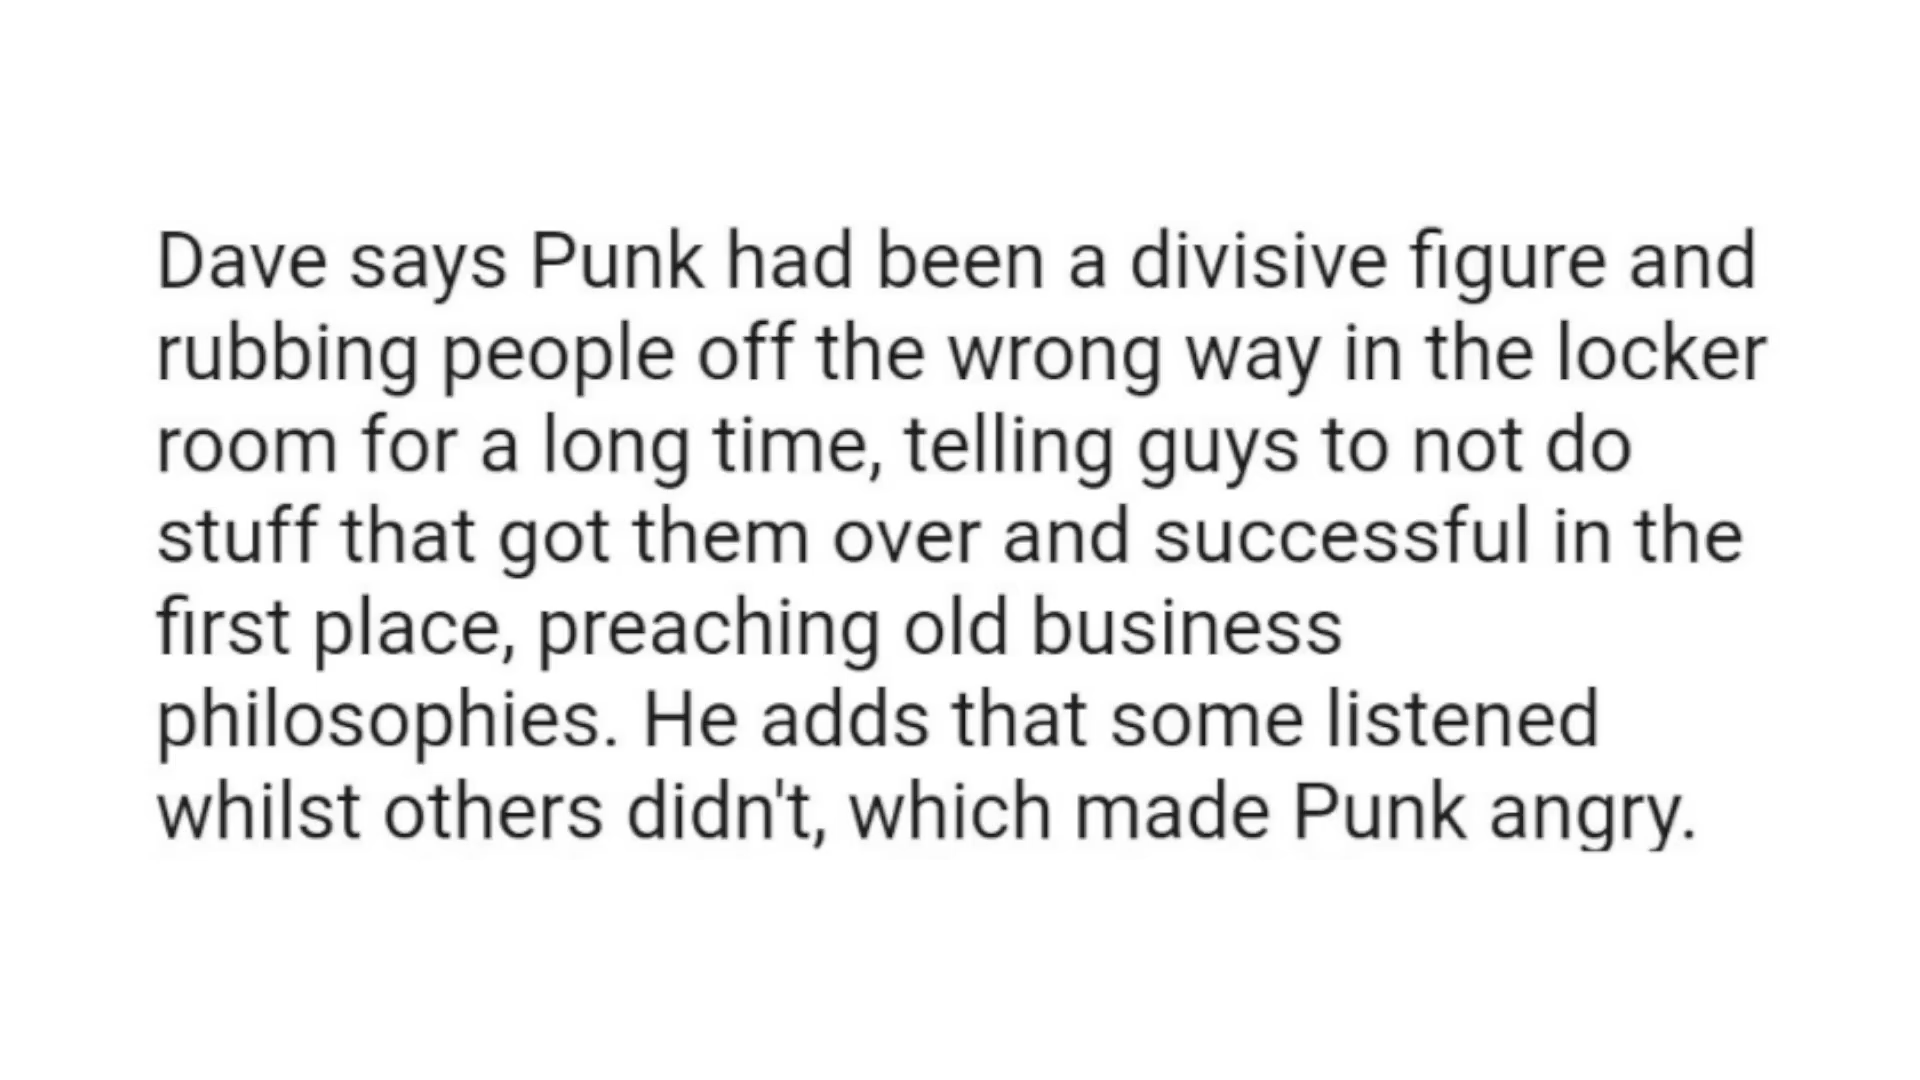 Dave says Punk had been a divisive figure and
rubbing people off the wrong way in the locker
room for a long time, telling guys to not do
stuff that got them over and successful in the
first place, preaching old business
philosophies. He adds that some listened
whilst others didn't, which made Punk angry.